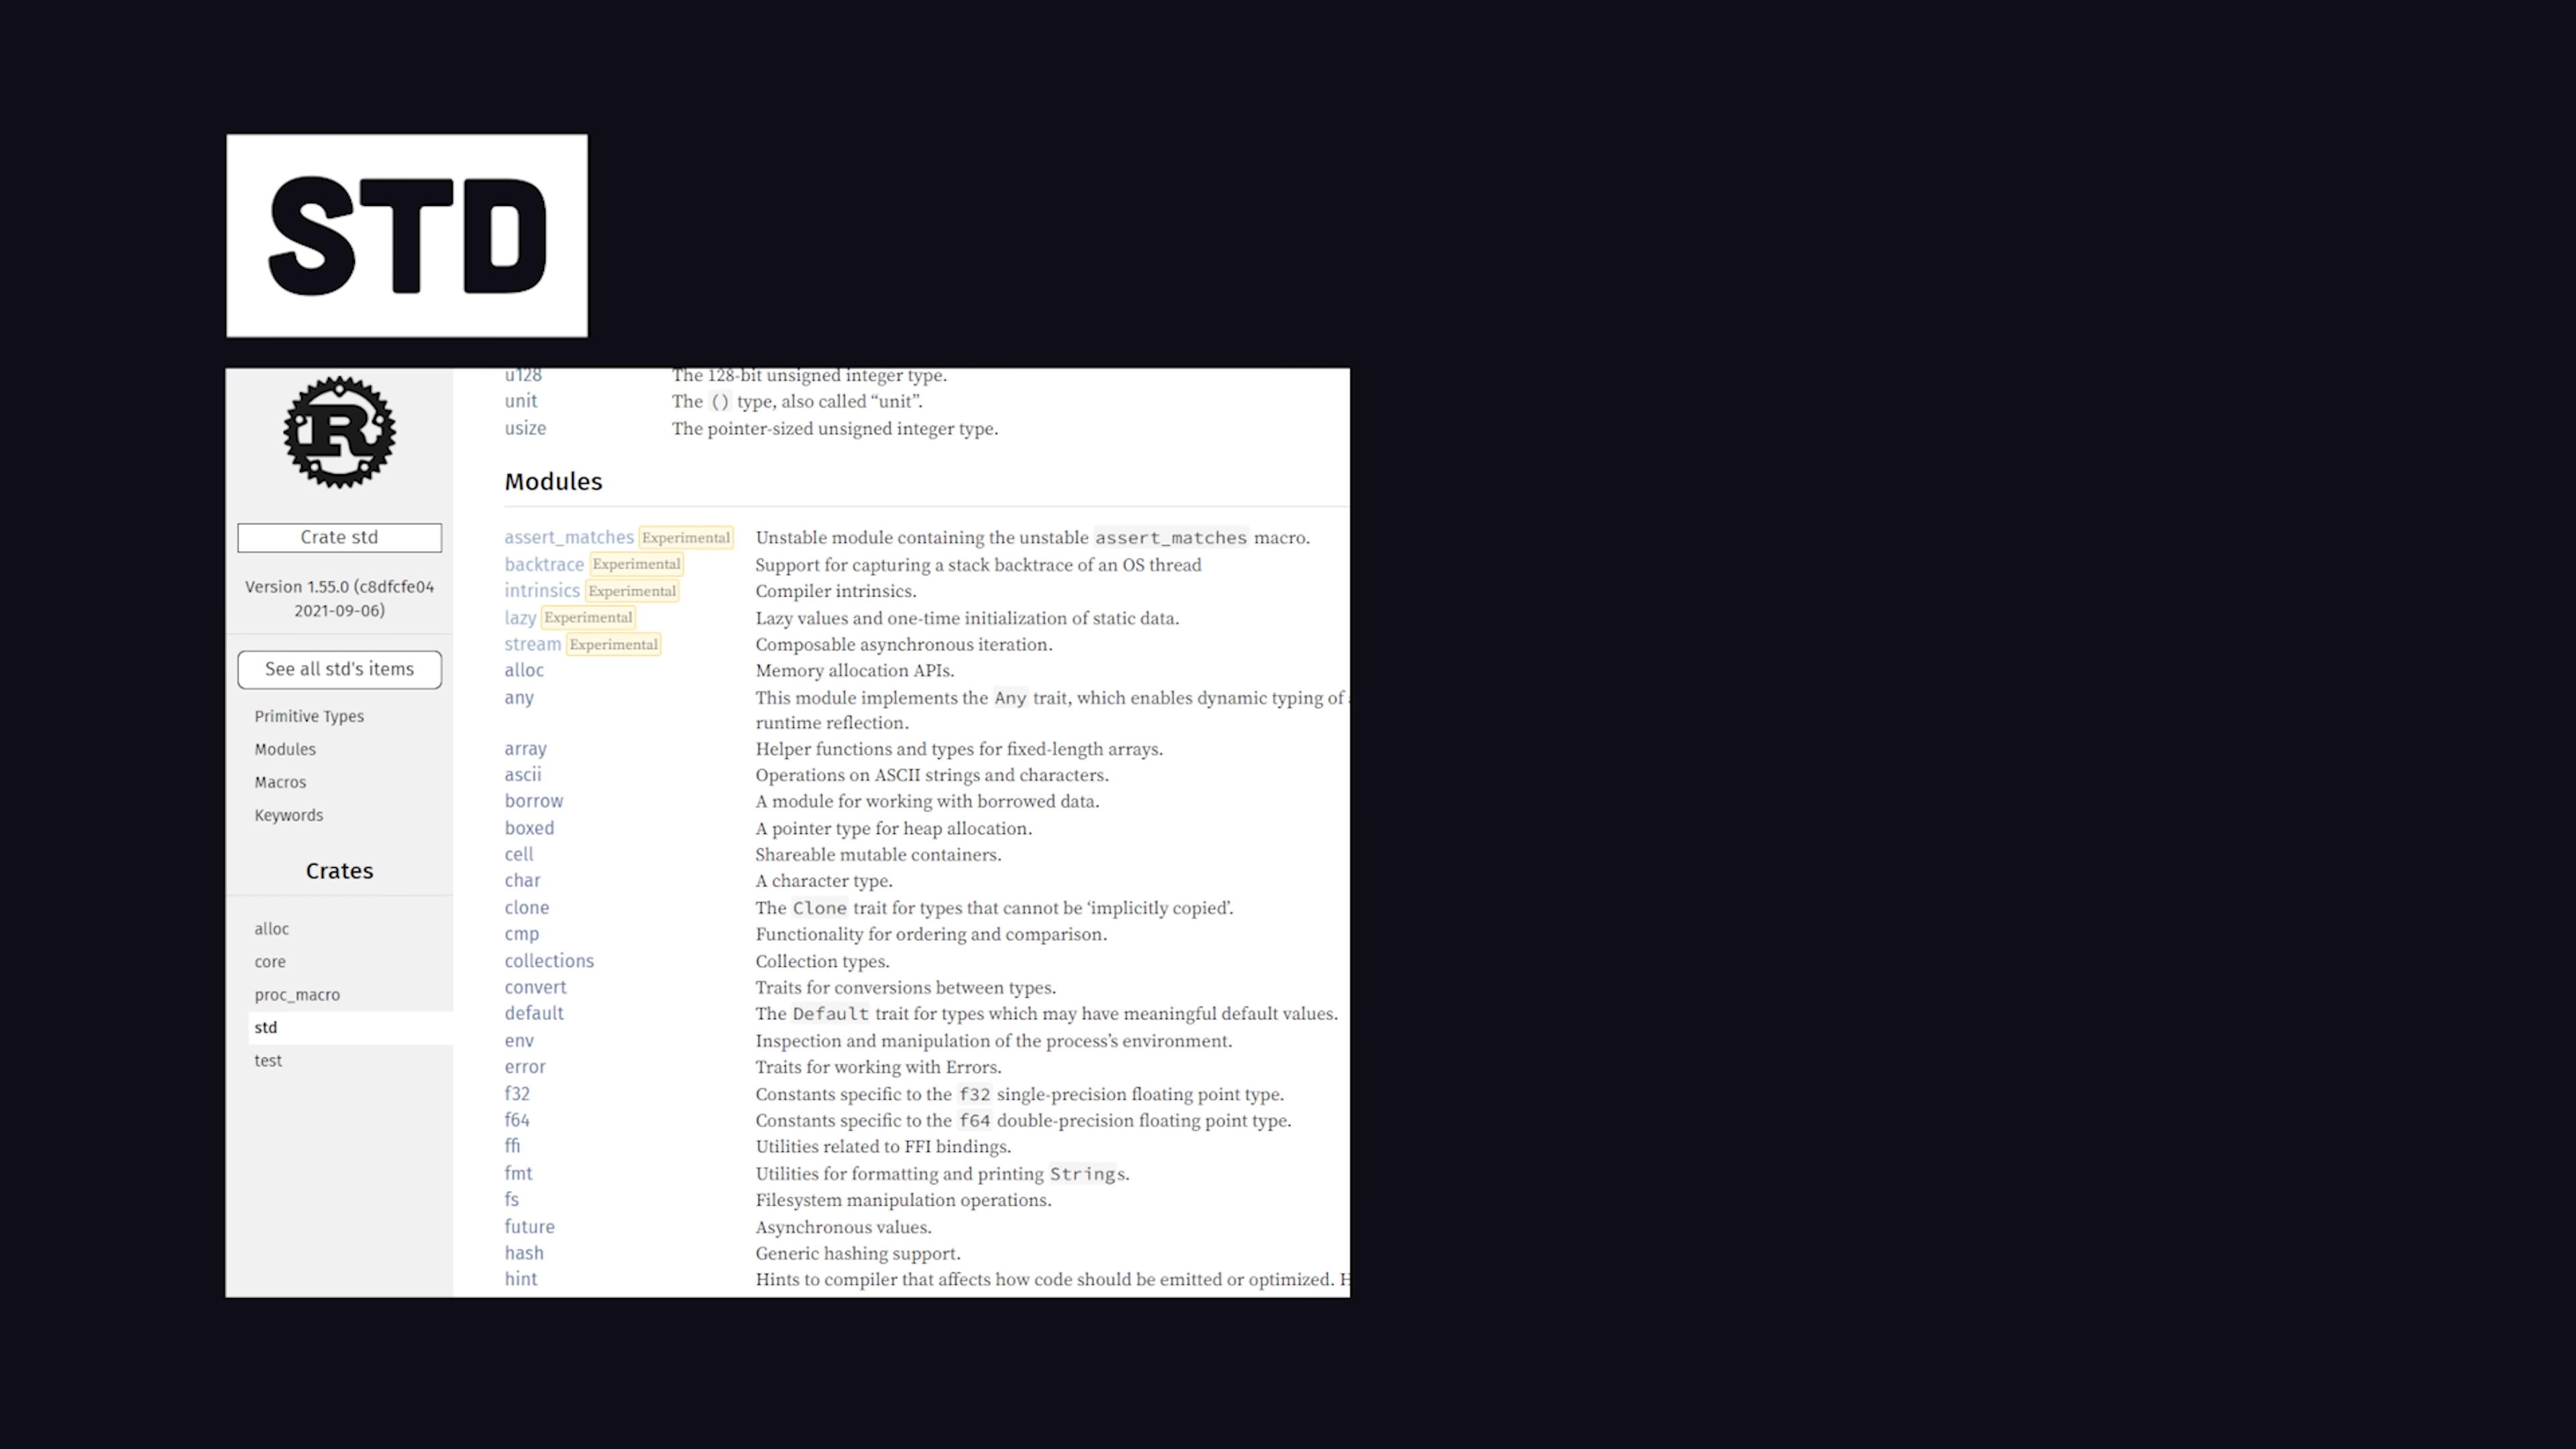 STD
R
Crate std
Version 1.55.0 (c8dfcfe04
2021-09-06)
See all std's items
Primitive Types
Modules
Macros
Keywords
Crates
alloc
core
proc_macro
std
test
u128 The 128-bit unsigned integer type.
unit The () type, also called “unit”.
usize The pointer-sized unsigned integer type.
Modules
assert_matches Experimental Unstable module containing the unstable assert_matches macro.
backtrace Experimental Support for capturing a stack backtrace of an OS thread
intrinsics Experimental Compiler intrinsics.
lazy Experimental Lazy values and one-time initialization of static data.
stream Experimental Composable asynchronous iteration.
alloc Memory allocation APIs.
any This module implements the Any trait, which enables dynamic typing of
runtime reflection.
array Helper functions and types for fixed-length arrays.
ascii Operations on ASCII strings and characters.
borrow A module for working with borrowed data.
boxed A pointer type for heap allocation.
cell Shareable mutable containers.
char A character type.
clone The Clone trait for types that cannot be ‘implicitly copied’.
cmp Functionality for ordering and comparison.
collections Collection types.
convert Traits for conversions between types.
default The Default trait for types which may have meaningful default values.
env Inspection and manipulation of the process’s environment.
error Traits for working with Errors.
f32 Constants specific to the f32 single-precision floating point type.
f64 Constants specific to the f64 double-precision floating point type.
ffi Utilities related to FFI bindings.
fmt Utilities for formatting and printing Strings.
fs Filesystem manipulation operations.
future Asynchronous values.
hash Generic hashing support.
hint Hints to compiler that affects how code should be emitted or optimized.